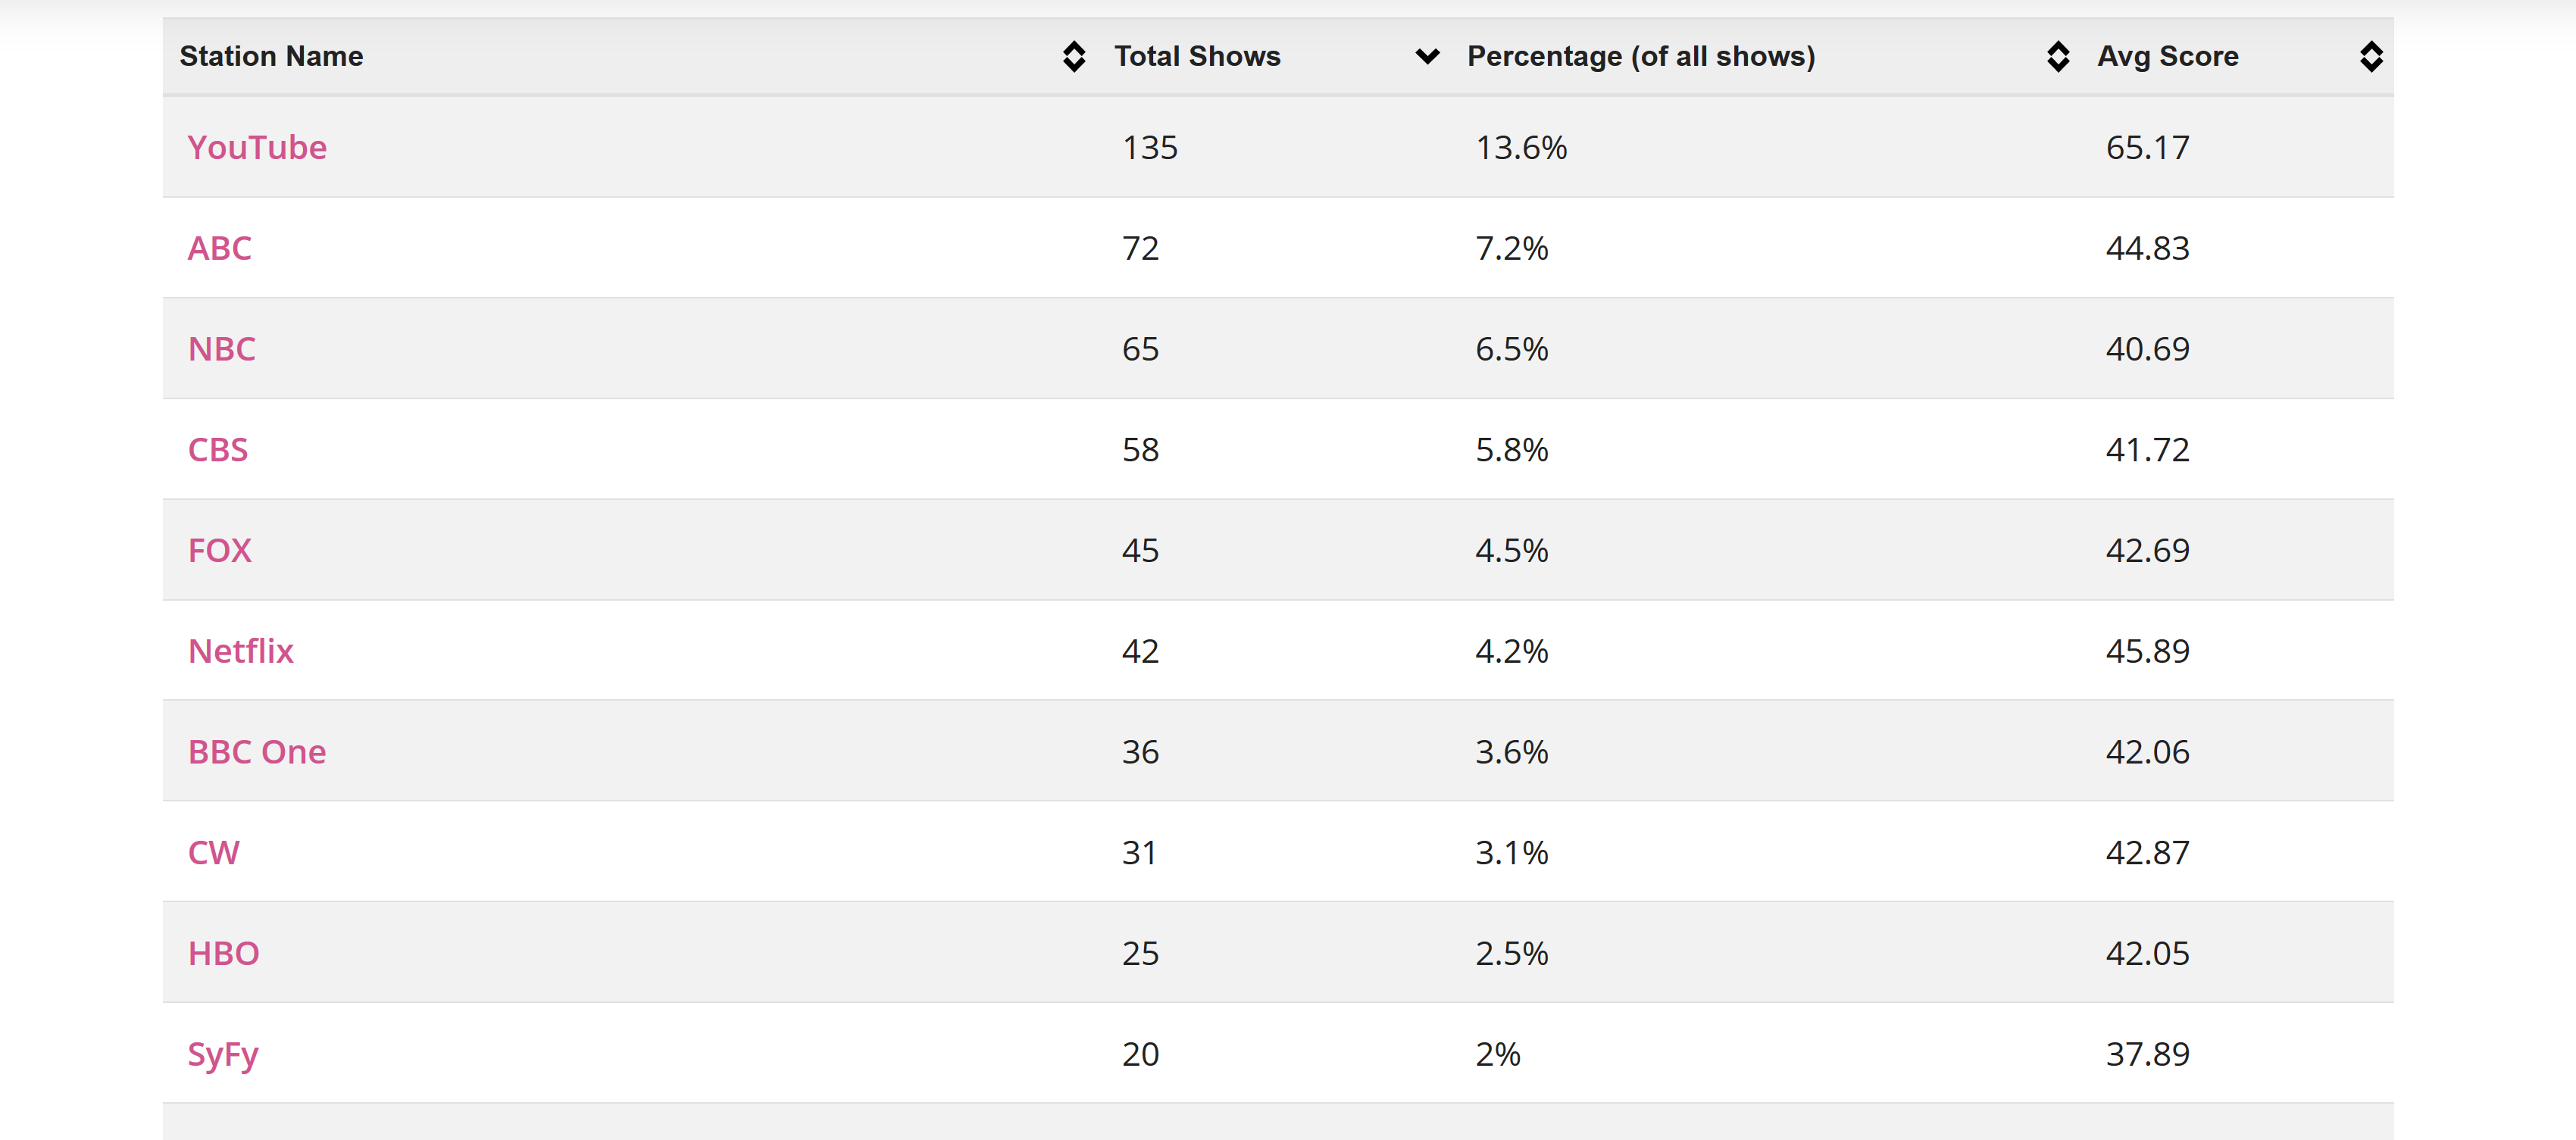 Station Name Total Shows Percentage (of all shows) Avg Score
YouTube 135 13.6% 65.17
ABC 72 7.2% 44.83
NBC 65 6.5% 40.69
CBS 58 5.8% 41.72
FOX 45 4.5% 42.69
Netflix 42 4.2% 45.89
BBC One 36 3.6% 42.06
CW 31 3.1% 42.87
HBO 25 2.5% 42.05
SyFy 20 2% 37.89